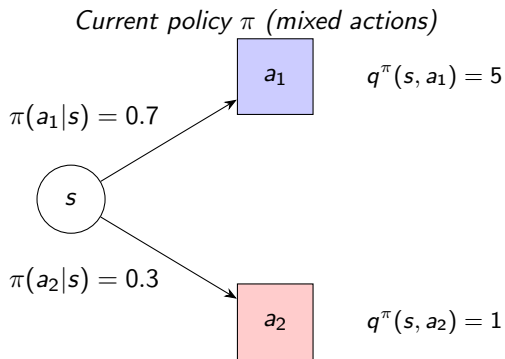 Current policy π (mixed actions)
a₁
q^π(s, a₁) = 5
π(a₁|s) = 0.7
s
π(a₂|s) = 0.3
a₂
q^π(s, a₂) = 1